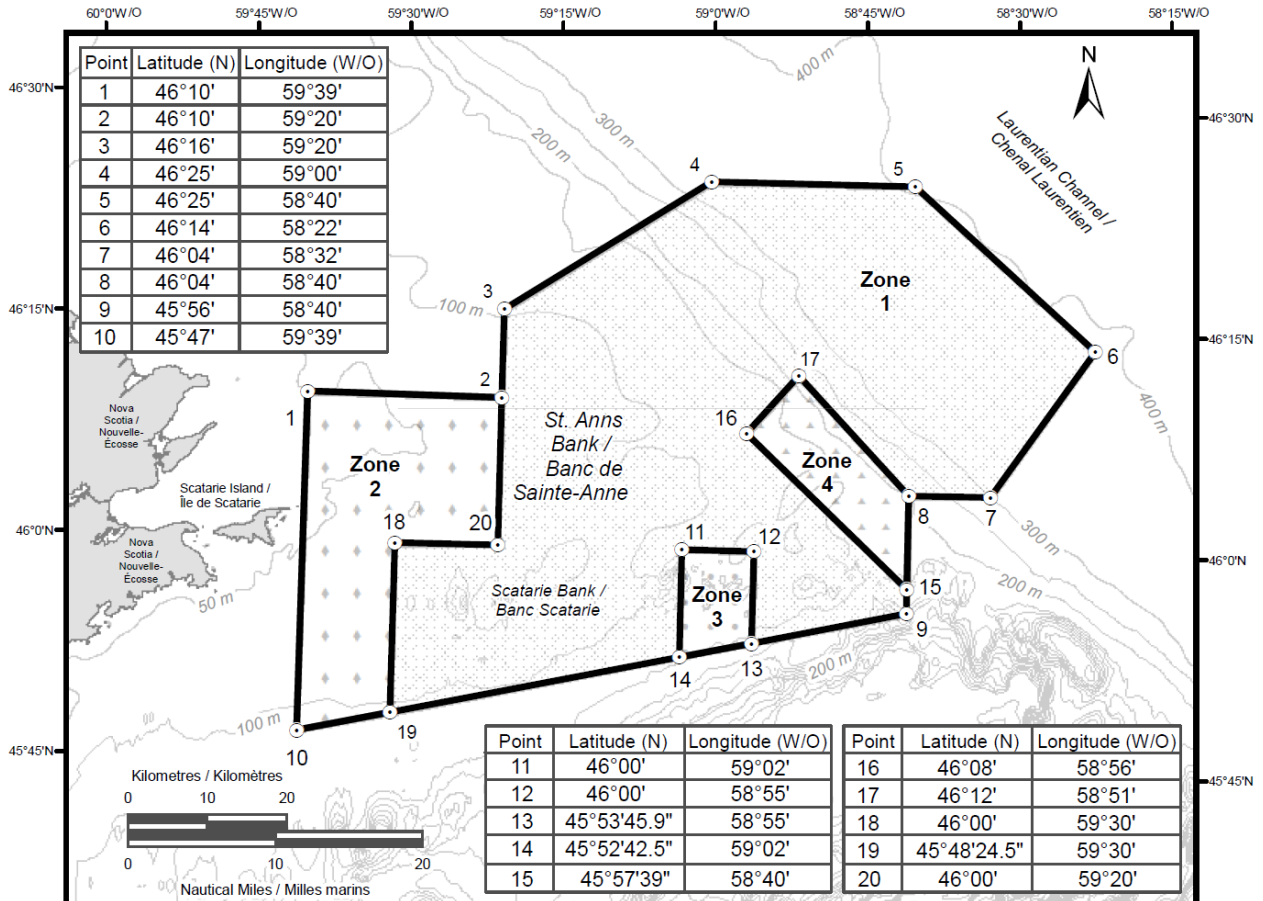 60°0'W/O 59°45'W/O 59°30'W/O 59°15'W/O 59°0'W/O 58°45'W/O 58°30'W/O 58°15'W/O
Point Latitude (N) Longitude (W/O)
1 46°10' 59°39'
2 46°10' 59°20'
3 46°16' 59°20'
4 46°25' 59°00'
5 46°25' 58°40'
6 46°14' 58°22'
7 46°04' 58°32'
8 46°04' 58°40'
9 45°56' 58°40'
10 45°47' 59°39'
46°30'N
46°15'N
46°0'N
45°45'N
46°30'N
46°15'N
46°0'N
45°45'N
N
400 m
300 m
200 m
Laurentian Channel /
Chenal Laurentien
4
5
Zone
1
3
100 m
6
17
2
1
16
400 m
Nova
Scotia /
Nouvelle-
Écosse
St. Anns
Bank /
Banc de
Sainte-Anne
Zone
2
Zone
4
Scatarie Island /
Île de Scatarie
8
7
18
20
11
12
300 m
Nova
Scotia /
Nouvelle-
Écosse
50 m
Scatarie Bank /
Banc Scatarie
Zone
3
15
200 m
9
13
14
200 m
100 m
19
10
Kilometres / Kilomètres
0 10 20
0 10 20
Nautical Miles / Milles marins
Point Latitude (N) Longitude (W/O)
11 46°00' 59°02'
12 46°00' 58°55'
13 45°53'45.9" 58°55'
14 45°52'42.5" 59°02'
15 45°57'39" 58°40'
Point Latitude (N) Longitude (W/O)
16 46°08' 58°56'
17 46°12' 58°51'
18 46°00' 59°30'
19 45°48'24.5" 59°30'
20 46°00' 59°20'